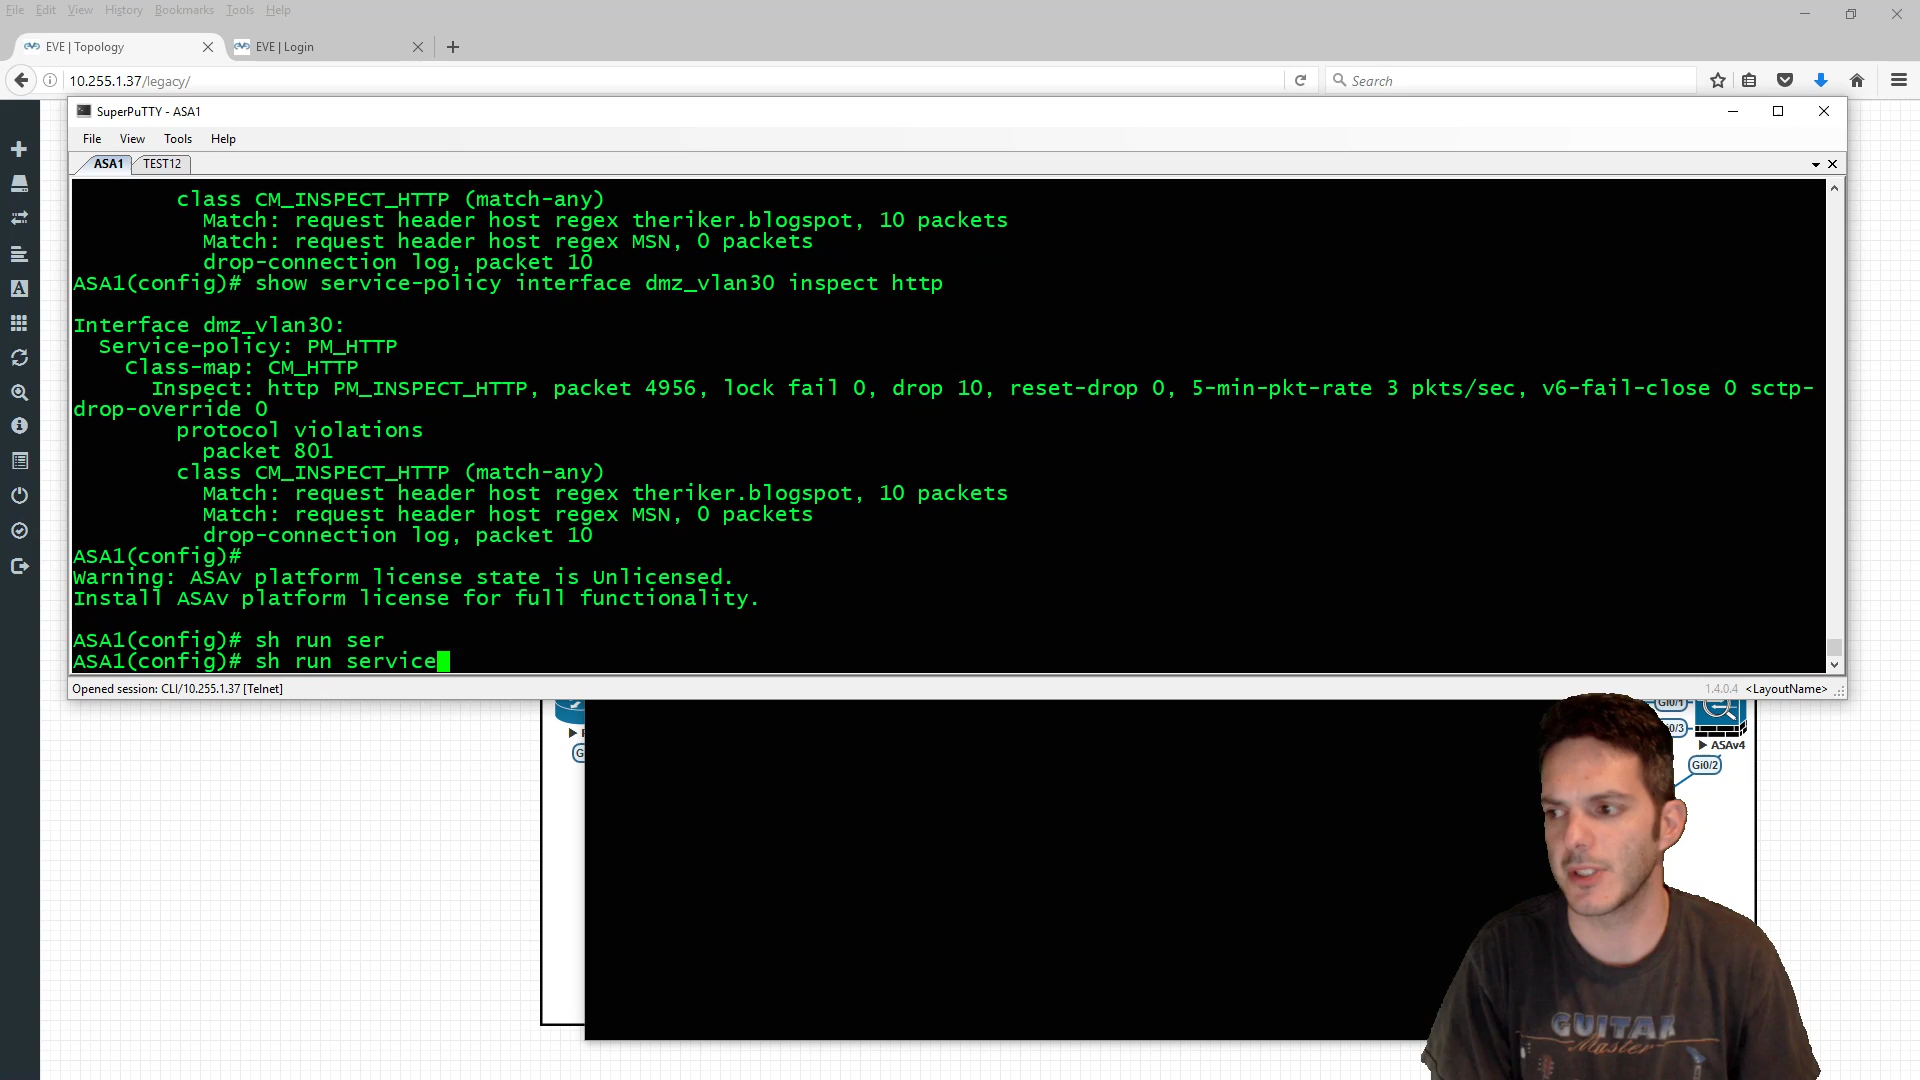 File Edit View History Bookmarks Tools Help
EVE | Topology
EVE | Login
10.255.1.37/legacy/
Search
SuperPuTTY - ASA1
File View Tools Help
ASA1 TEST12
class CM_INSPECT_HTTP (match-any)
Match: request header host regex theriker.blogspot, 10 packets
Match: request header host regex MSN, 0 packets
drop-connection log, packet 10
ASA1(config)# show service-policy interface dmz_vlan30 inspect http
Interface dmz_vlan30:
Service-policy: PM_HTTP
Class-map: CM_HTTP
Inspect: http PM_INSPECT_HTTP, packet 4956, lock fail 0, drop 10, reset-drop 0, 5-min-pkt-rate 3 pkts/sec, v6-fail-close 0 sctp-
drop-override 0
protocol violations
packet 801
class CM_INSPECT_HTTP (match-any)
Match: request header host regex theriker.blogspot, 10 packets
Match: request header host regex MSN, 0 packets
drop-connection log, packet 10
ASA1(config)#
Warning: ASAv platform license state is Unlicensed.
Install ASAv platform license for full functionality.
ASA1(config)# sh run ser
ASA1(config)# sh run service
Opened session: CLI/10.255.1.37 [Telnet]
1.4.0.4 <LayoutName>
Gi0/1
0/3
ASAv4
Gi0/2
G
GUITAR
Master